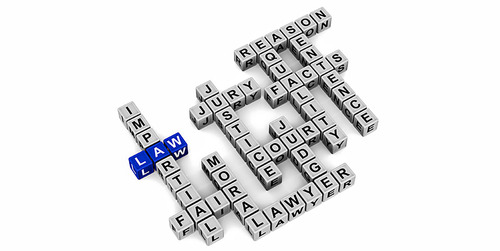 REASON
EQUALITY
SENTENCE
FACTS
JURY
JUSTICE
JUDGE
COURT
IMPARTIAL
LAW
MORAL
FAIR
LAWYER